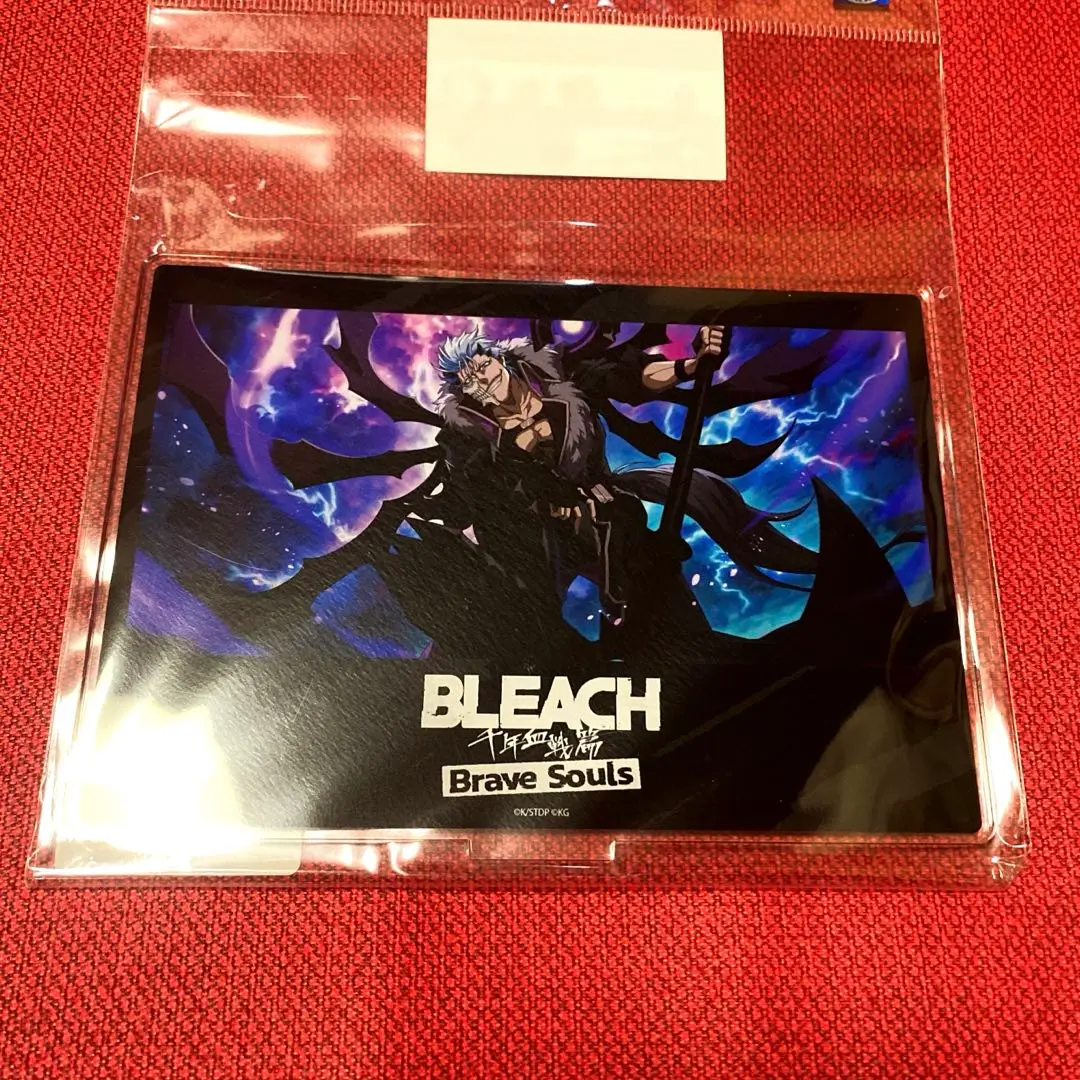 BLEACH
千年血戦篇
Brave Souls
©K/STDP ©KG